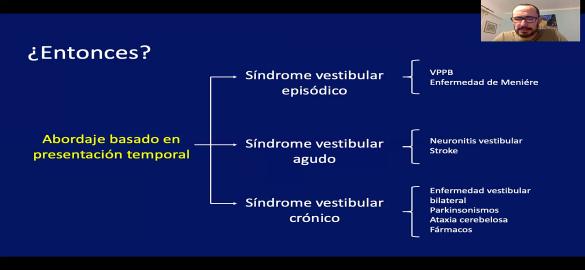 ¿Entonces?
Síndrome vestibular
episódico
VPPB
Enfermedad de Meniére
Abordaje basado en
presentación temporal
Síndrome vestibular
agudo
Neuronitis vestibular
Stroke
Síndrome vestibular
crónico
Enfermedad vestibular
bilateral
Parkinsonismos
Ataxia cerebelosa
Fármacos